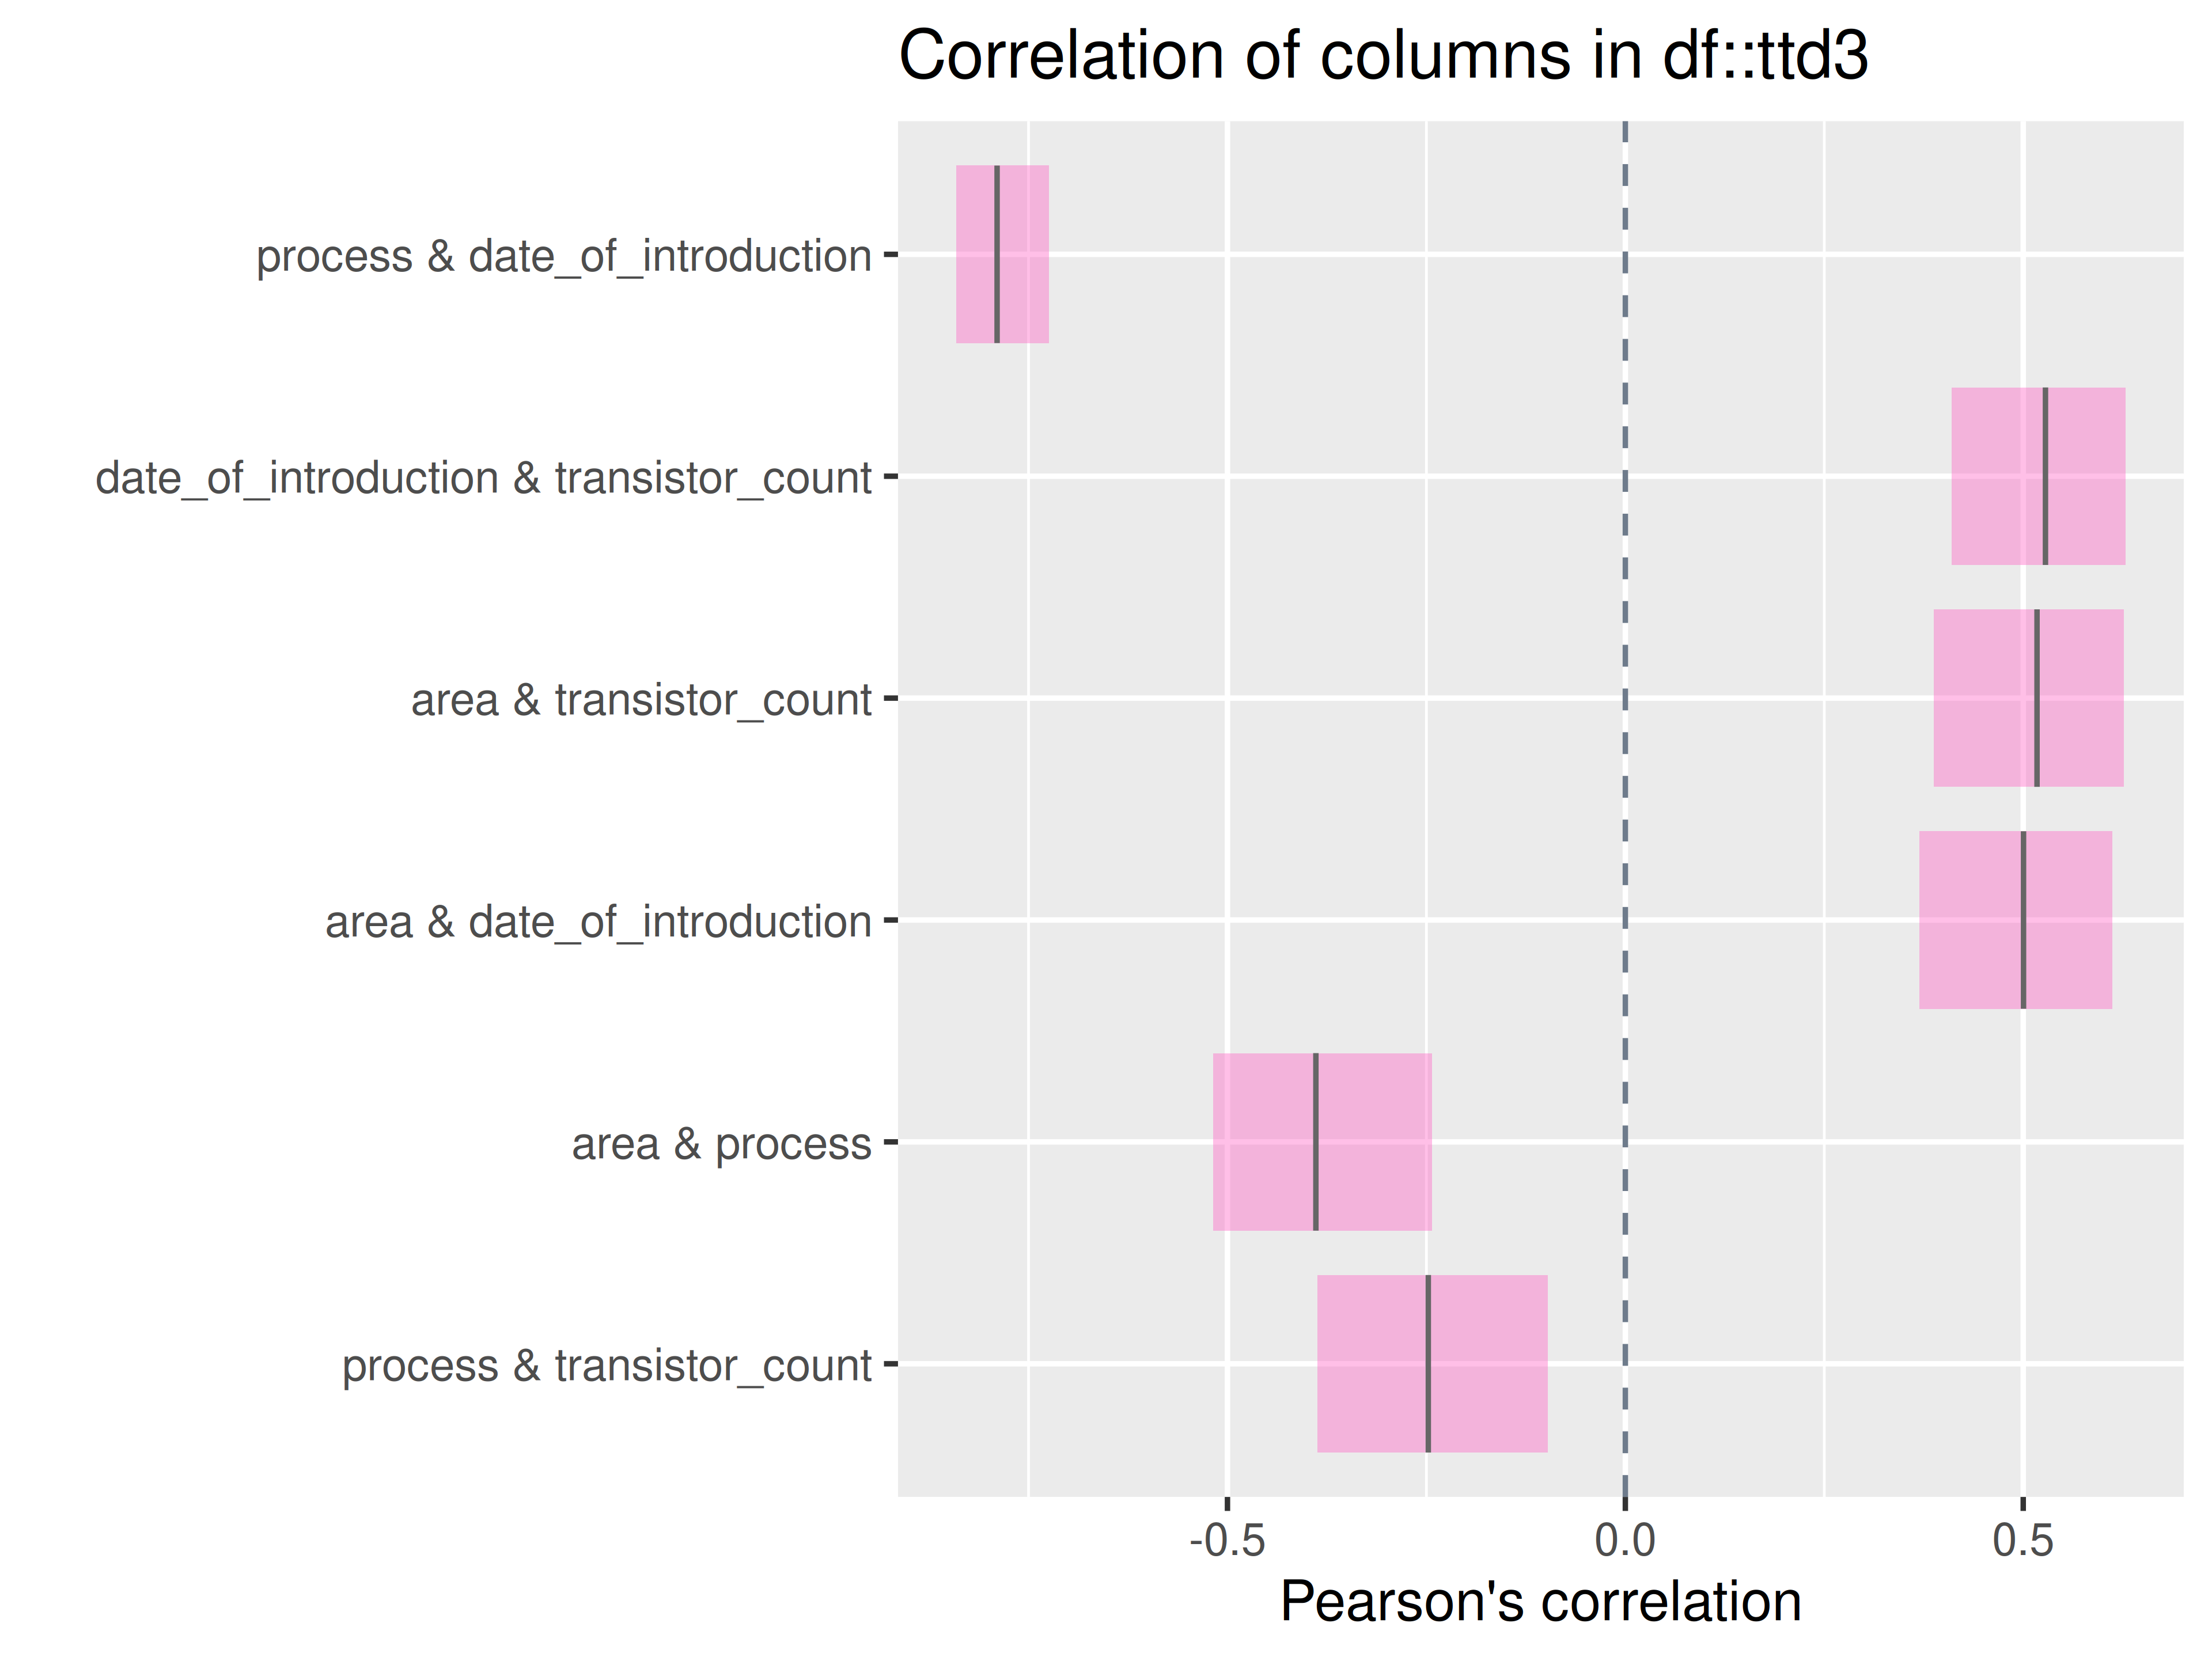 Correlation of columns in df::ttd3
process & date_of_introduction
date_of_introduction & transistor_count
area & transistor_count
area & date_of_introduction
area & process
process & transistor_count
-0.5 0.0 0.5
Pearson's correlation